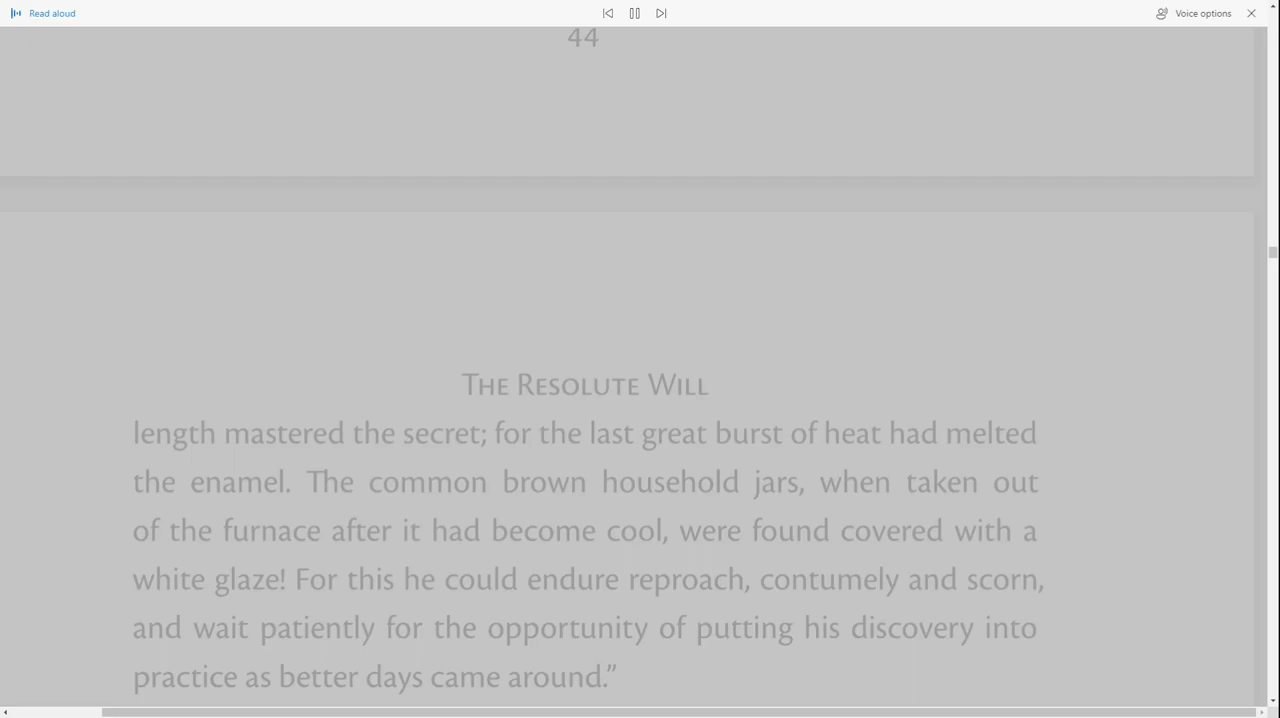 Read aloud
Voice options
44
The Resolute Will
length mastered the secret; for the last great burst of heat had melted
the enamel. The common brown household jars, when taken out
of the furnace after it had become cool, were found covered with a
white glaze! For this he could endure reproach, contumely and scorn,
and wait patiently for the opportunity of putting his discovery into
practice as better days came around.”